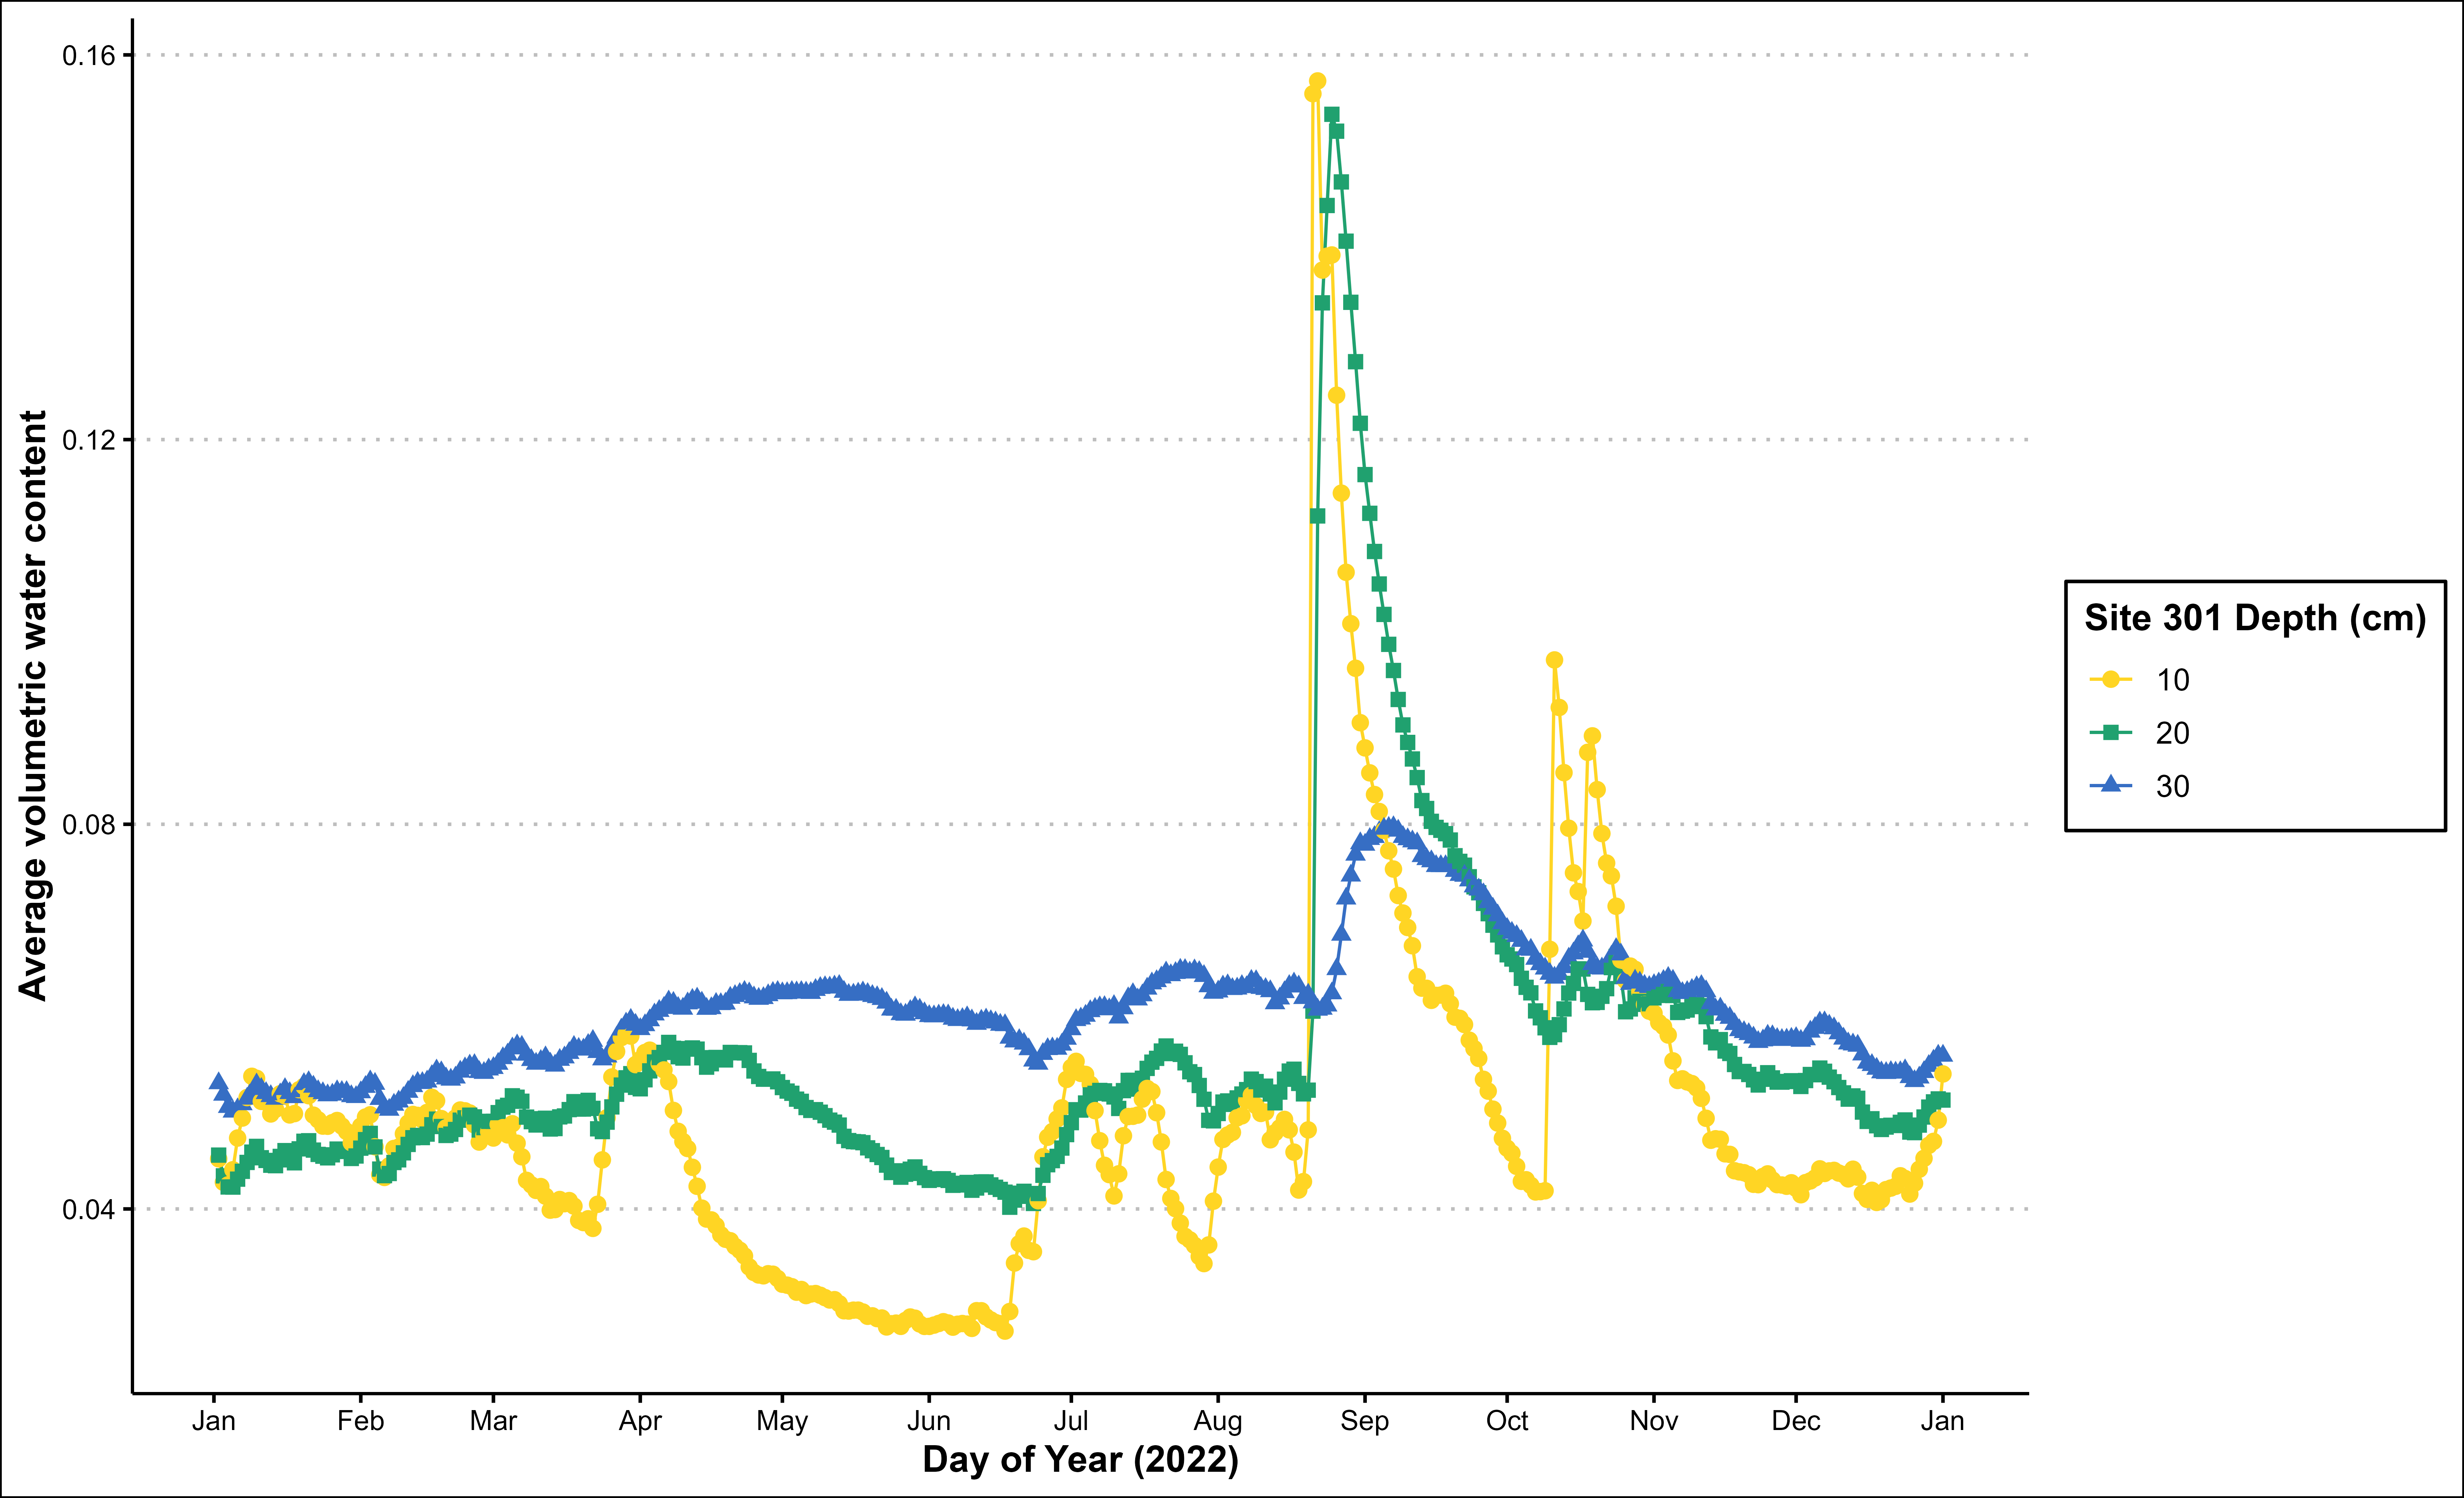 Average volumetric water content
0.16
0.12
0.08
0.04
Jan Feb Mar Apr May Jun Jul Aug Sep Oct Nov Dec Jan
Day of Year (2022)
Site 301 Depth (cm)
10
20
30